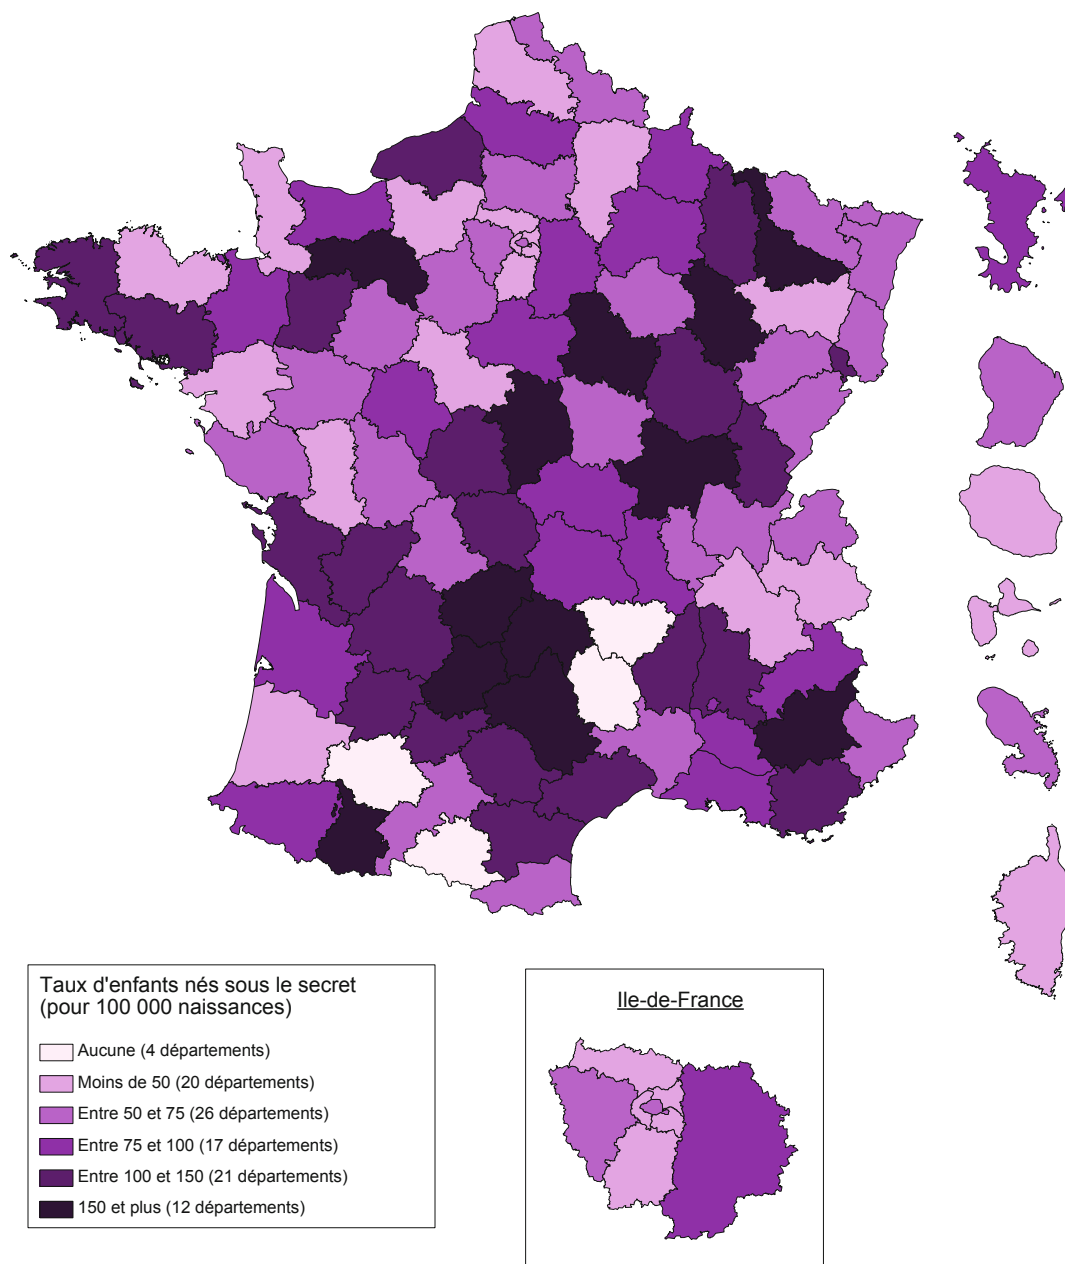 Taux d'enfants nés sous le secret
(pour 100 000 naissances)
Aucune (4 départements)
Moins de 50 (20 départements)
Entre 50 et 75 (26 départements)
Entre 75 et 100 (17 départements)
Entre 100 et 150 (21 départements)
150 et plus (12 départements)
Ile-de-France